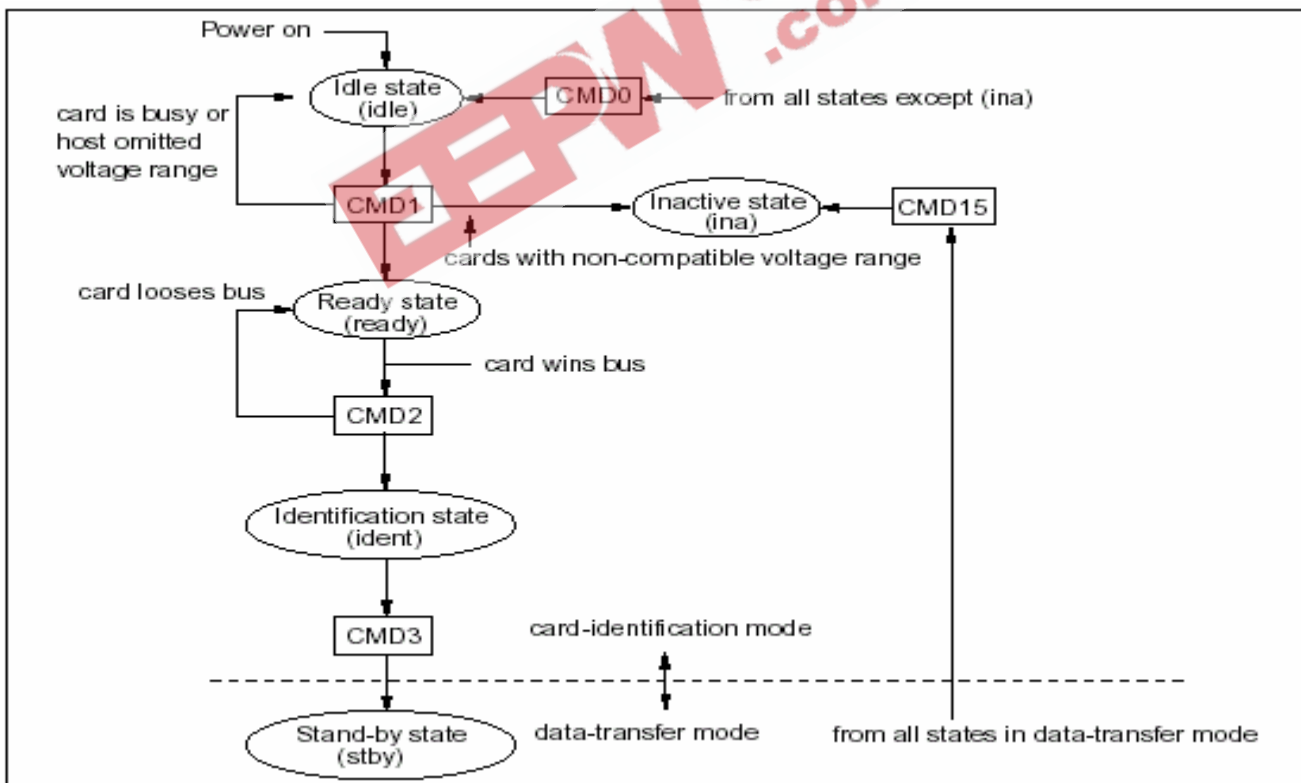 EEPW.com
Power on
Idle state
(idle)
CMD0
from all states except (ina)
card is busy or
host omitted
voltage range
CMD1
Inactive state
(ina)
CMD15
cards with non-compatible voltage range
card looses bus
Ready state
(ready)
card wins bus
CMD2
Identification state
(ident)
CMD3
card-identification mode
data-transfer mode
Stand-by state
(stby)
from all states in data-transfer mode